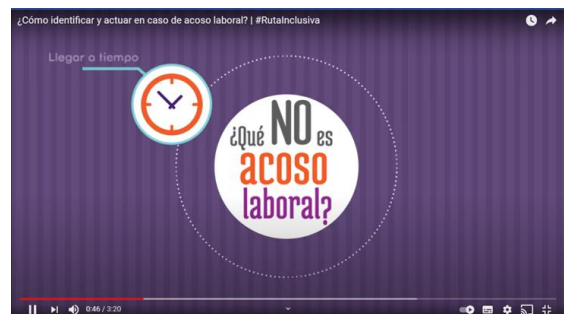 ¿Cómo identificar y actuar en caso de acoso laboral? | #RutaInclusiva
Llegar a tiempo
¿Qué NO es
acoso
laboral?
0:46 / 3:20